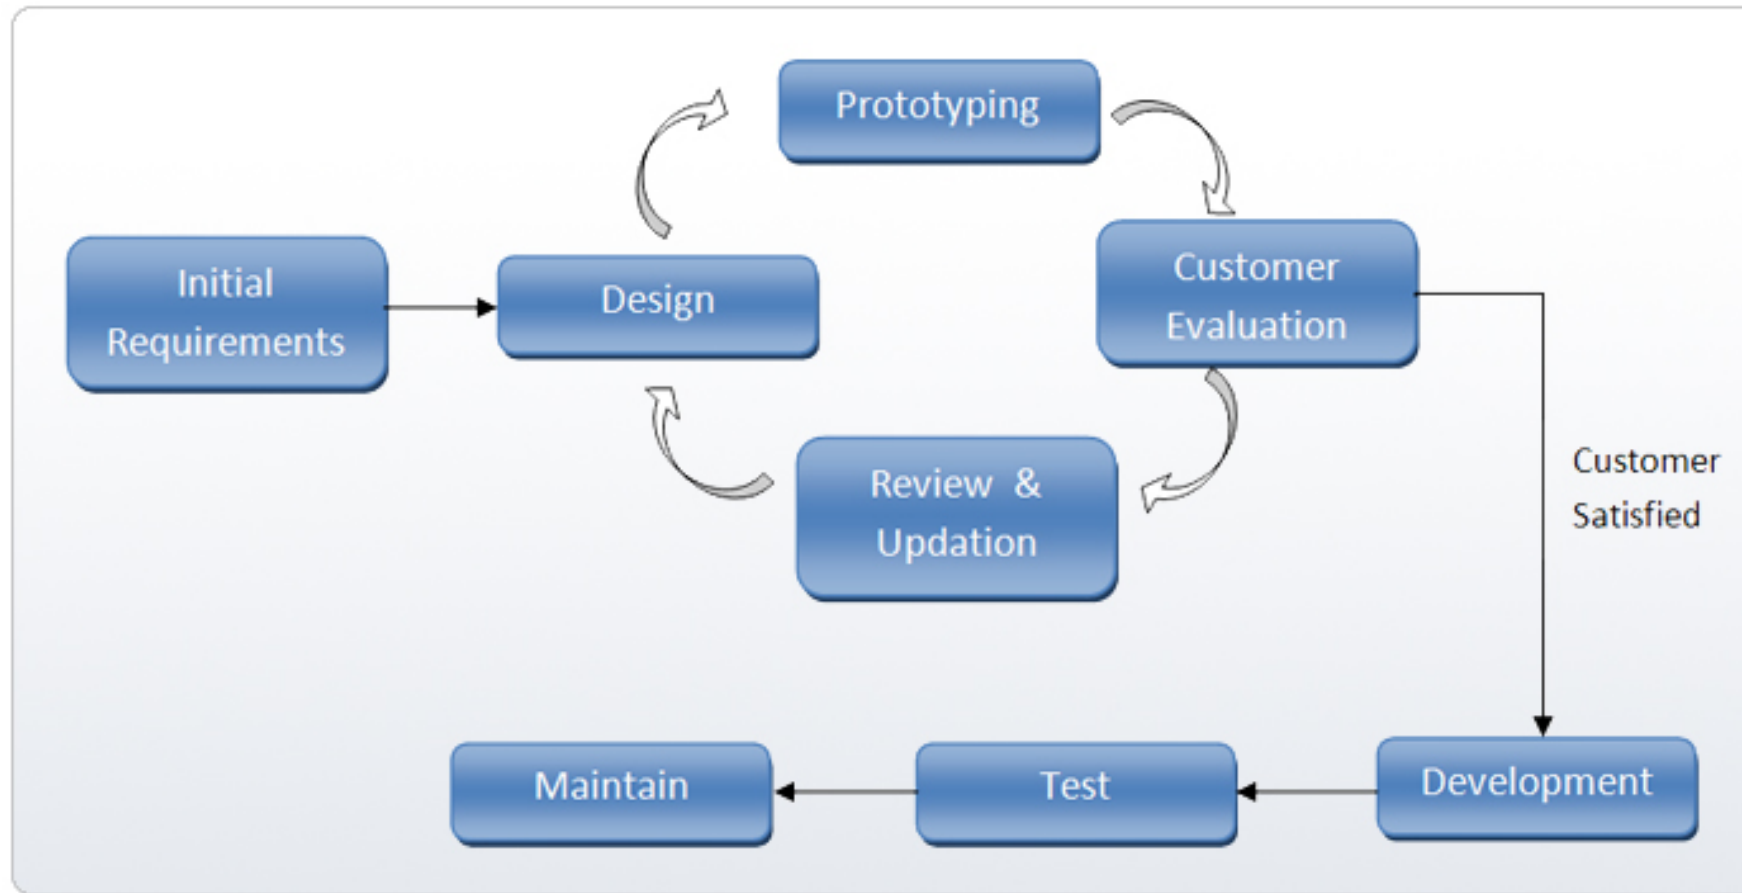 Prototyping
Initial
Requirements
Design
Customer
Evaluation
Review & 
Updation
Customer
Satisfied
Maintain
Test
Development